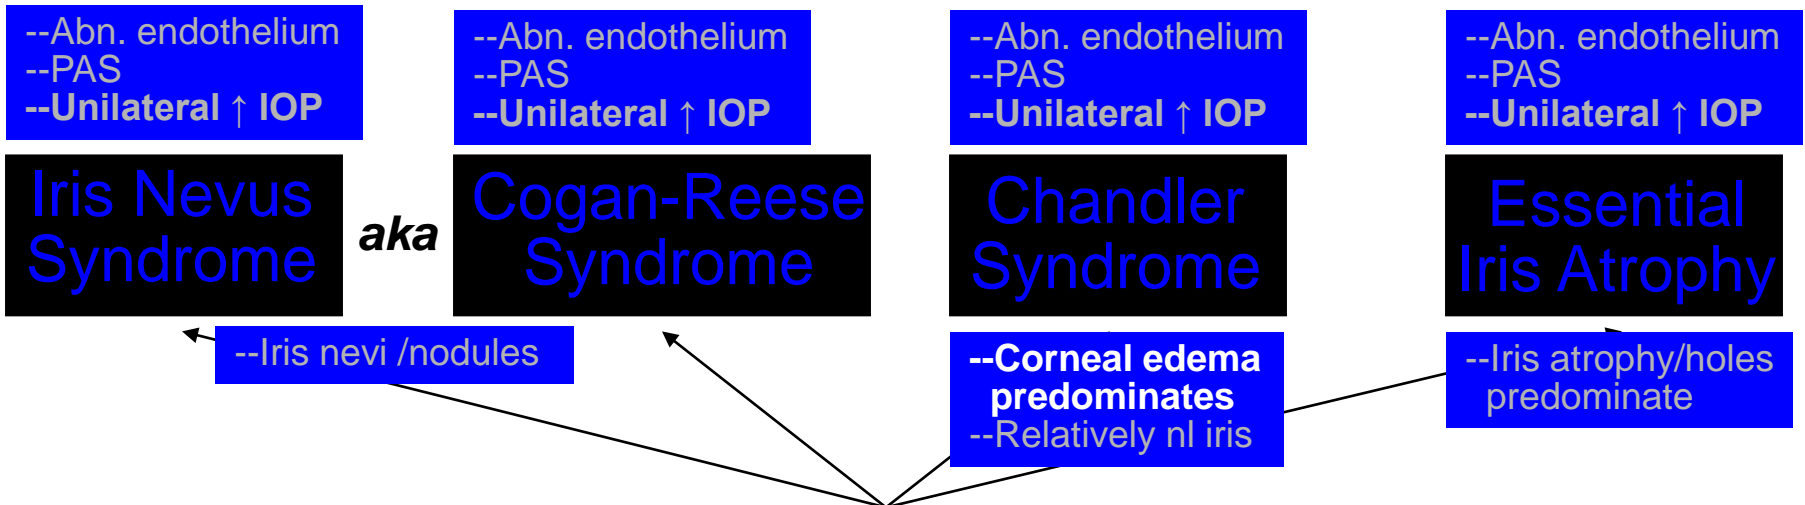 --Abn. endothelium
--PAS
--Unilateral ↑ IOP
--Abn. endothelium
--PAS
--Unilateral ↑ IOP
--Abn. endothelium
--PAS
--Unilateral ↑ IOP
--Abn. endothelium
--PAS
--Unilateral ↑ IOP
Iris Nevus
Syndrome
aka
Cogan-Reese
Syndrome
Chandler
Syndrome
Essential
Iris Atrophy
--Iris nevi /nodules
--Corneal edema
predominates
--Relatively nl iris
--Iris atrophy/holes
predominate